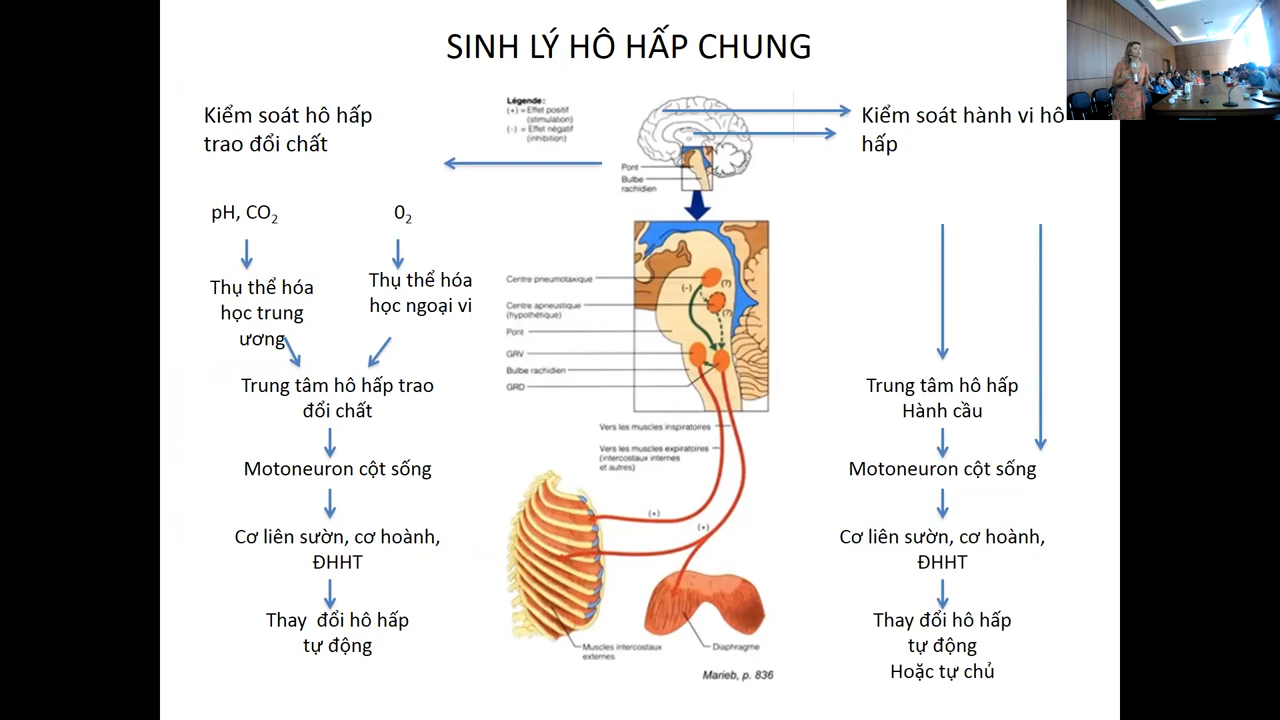 SINH LÝ HÔ HẤP CHUNG
Kiểm soát hô hấp
trao đổi chất
pH, CO2
02
Thụ thể hóa
học trung
ương
Thụ thể hóa
học ngoại vi
Trung tâm hô hấp trao
đổi chất
Motoneuron cột sống
Cơ liên sườn, cơ hoành,
ĐHHT
Thay đổi hô hấp
tự động
Légende:
(+) = Effet positif
(stimulation)
(–) = Effet négatif
(inhibition)
Pont
Bulbe
rachidien
Centre pneumotaxique
(–)
(?)
Centre apneustique
(hypothétique)
(?)
Pont
GRV
Bulbe rachidien
GRD
Vers les muscles inspiratoires
Vers les muscles expiratoires
(intercostaux internes
et autres)
(+)
(+)
Muscles intercostaux
externes
Diaphragme
Marieb, p. 836
Kiểm soát hành vi hô
hấp
Trung tâm hô hấp
Hành cầu
Motoneuron cột sống
Cơ liên sườn, cơ hoành,
ĐHHT
Thay đổi hô hấp
tự động
Hoặc tự chủ